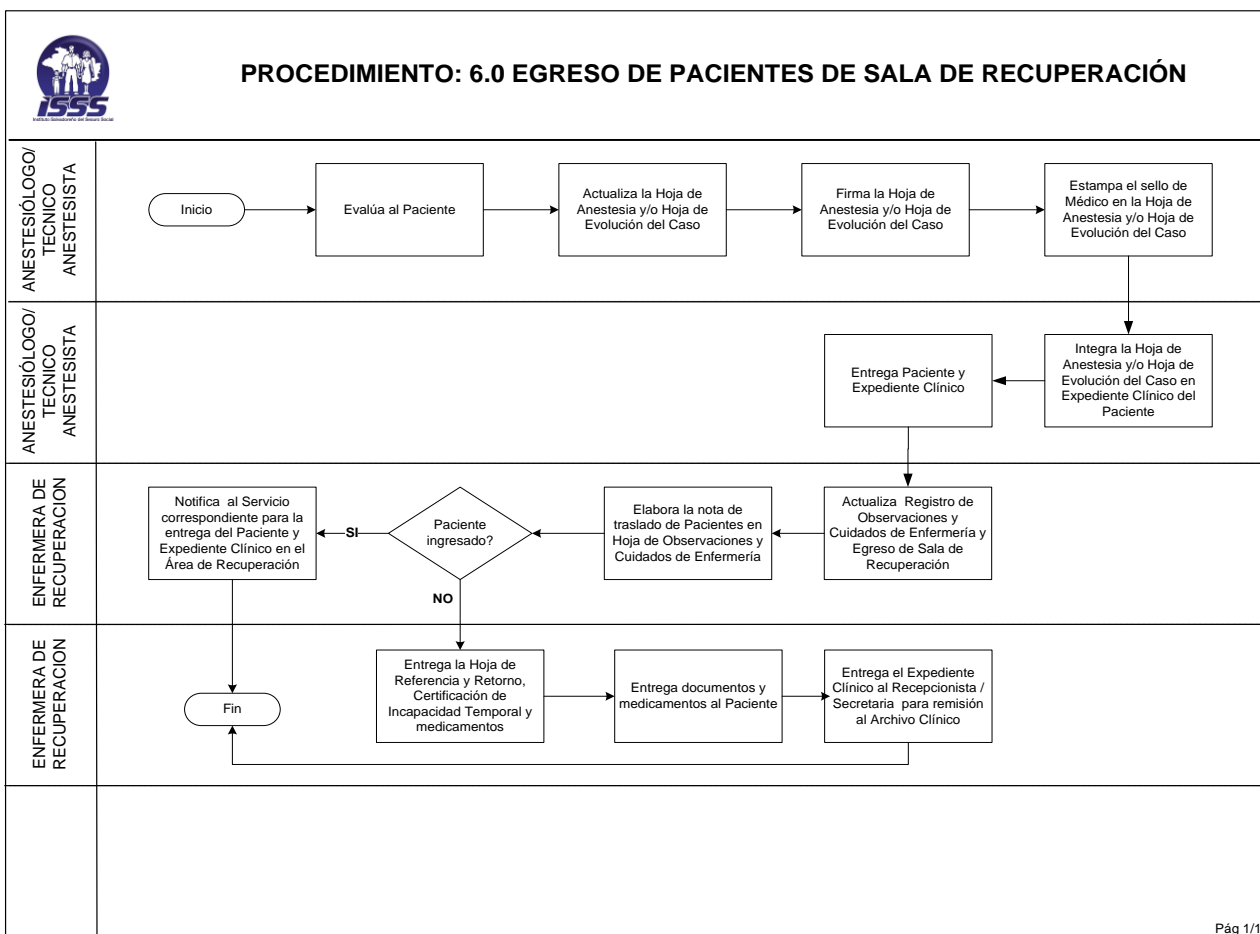 ISSS
Instituto Salvadoreño del Seguro Social
PROCEDIMIENTO: 6.0 EGRESO DE PACIENTES DE SALA DE RECUPERACIÓN
ANESTESIÓLOGO/
TECNICO
ANESTESISTA
Inicio
Evalúa al Paciente
Actualiza la Hoja de
Anestesia y/o Hoja de
Evolución del Caso
Firma la Hoja de
Anestesia y/o Hoja de
Evolución del Caso
Estampa el sello de
Médico en la Hoja de
Anestesia y/o Hoja de
Evolución del Caso
ANESTESIÓLOGO/
TECNICO
ANESTESISTA
Integra la Hoja de
Anestesia y/o Hoja de
Evolución del Caso en
Expediente Clínico del
Paciente
Entrega Paciente y
Expediente Clínico
ENFERMERA DE
RECUPERACION
Actualiza Registro de
Observaciones y
Cuidados de Enfermería y
Egreso de Sala de
Recuperación
Elabora la nota de
traslado de Pacientes en
Hoja de Observaciones y
Cuidados de Enfermería
Paciente
ingresado?
SI
Notifica al Servicio
correspondiente para la
entrega del Paciente y
Expediente Clínico en el
Área de Recuperación
NO
ENFERMERA DE
RECUPERACION
Entrega la Hoja de
Referencia y Retorno,
Certificación de
Incapacidad Temporal y
medicamentos
Entrega documentos y
medicamentos al Paciente
Entrega el Expediente
Clínico al Recepcionista /
Secretaria para remisión
al Archivo Clínico
Fin
Pág 1/1